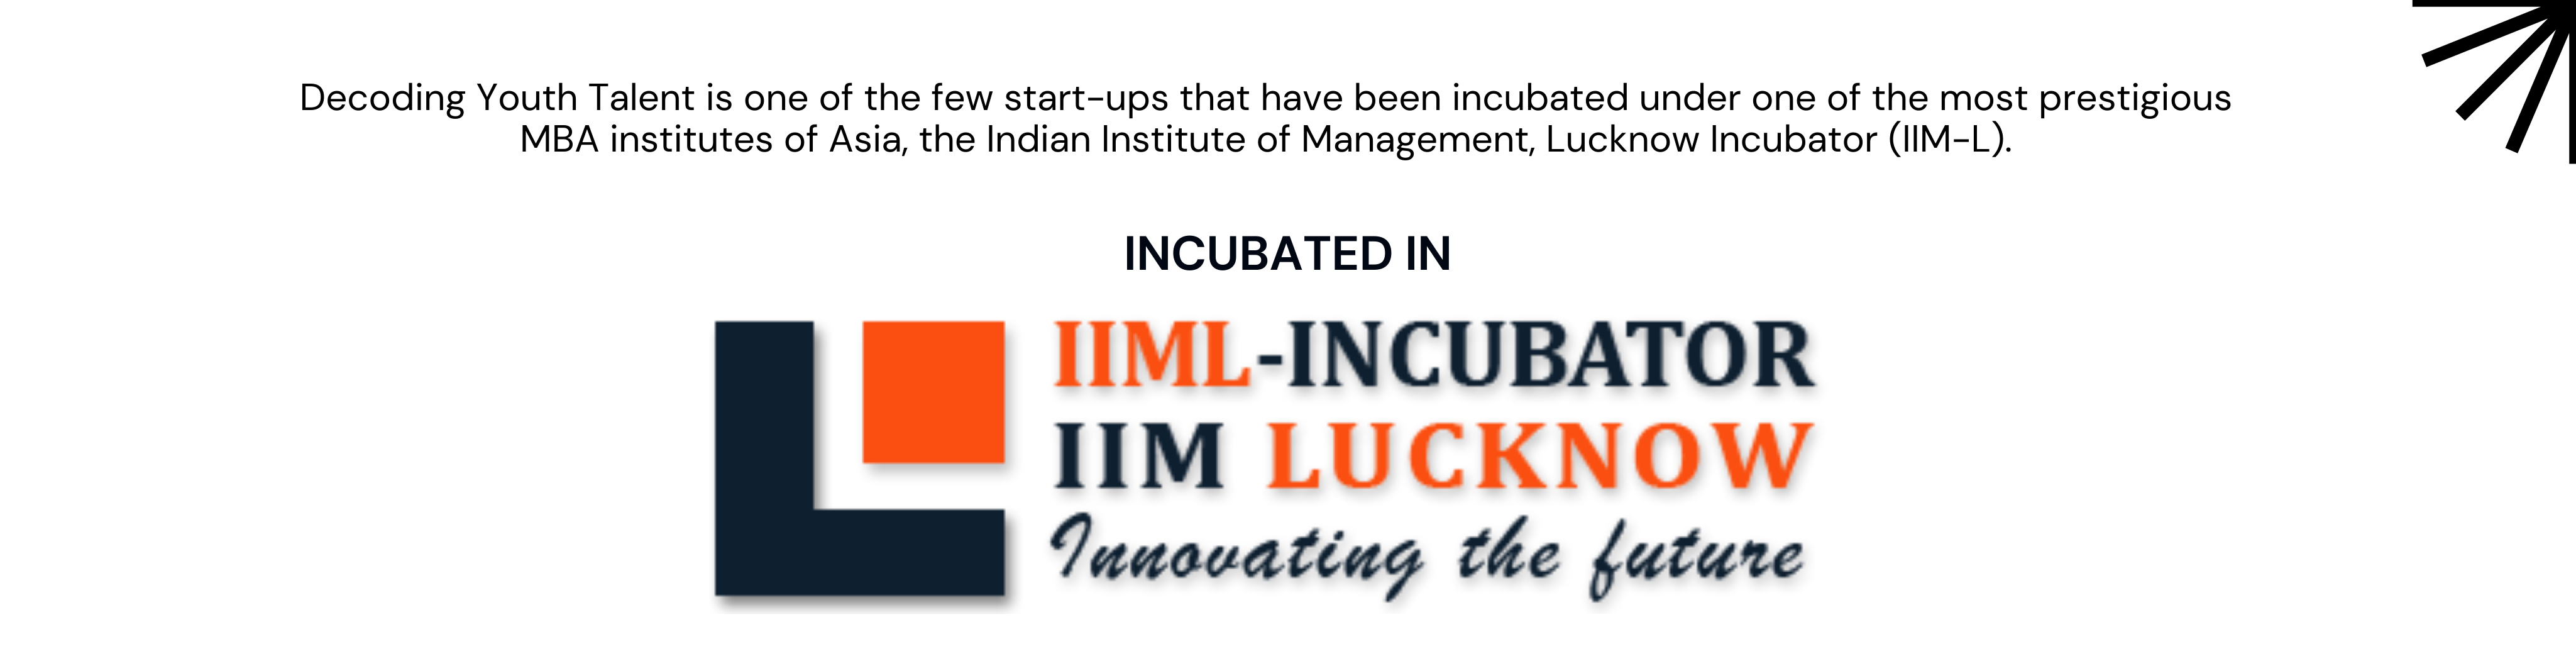 Decoding Youth Talent is one of the few start-ups that have been incubated under one of the most prestigious
MBA institutes of Asia, the Indian Institute of Management, Lucknow Incubator (IIM-L).
INCUBATED IN
IIML-INCUBATOR
IIM LUCKNOW
Innovating the future